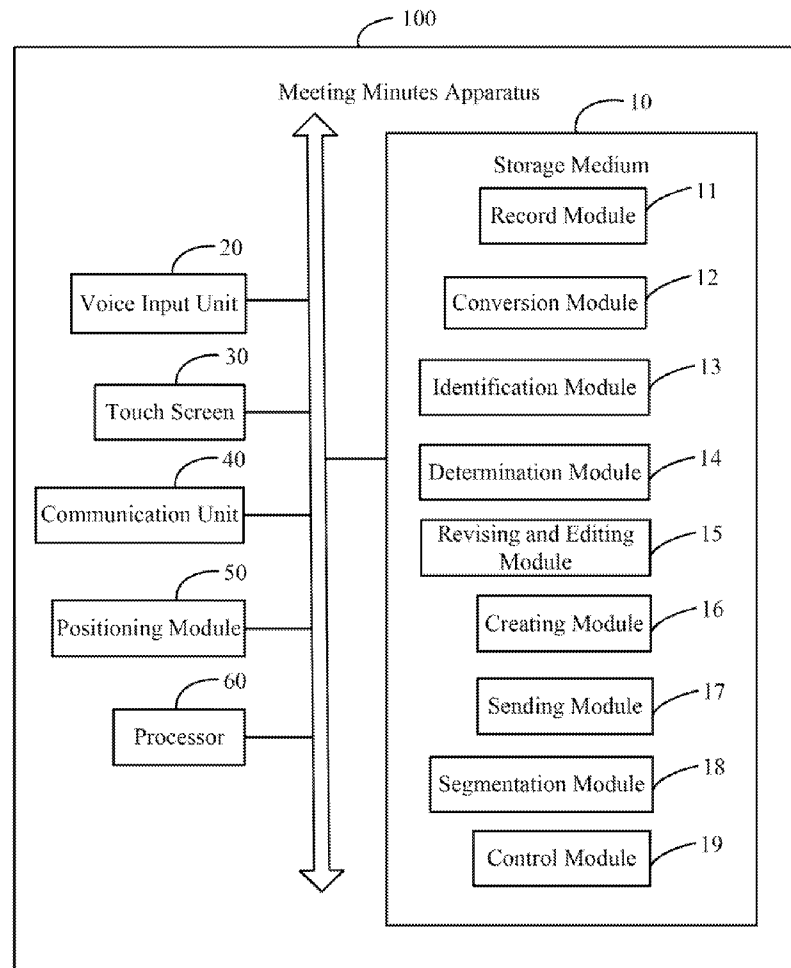 100
Meeting Minutes Apparatus
10
Storage Medium
11
Record Module
20
Voice Input Unit
12
Conversion Module
30
Touch Screen
13
Identification Module
40
Communication Unit
14
Determination Module
15
Revising and Editing
Module
50
Positioning Module
16
Creating Module
60
Processor
17
Sending Module
18
Segmentation Module
19
Control Module